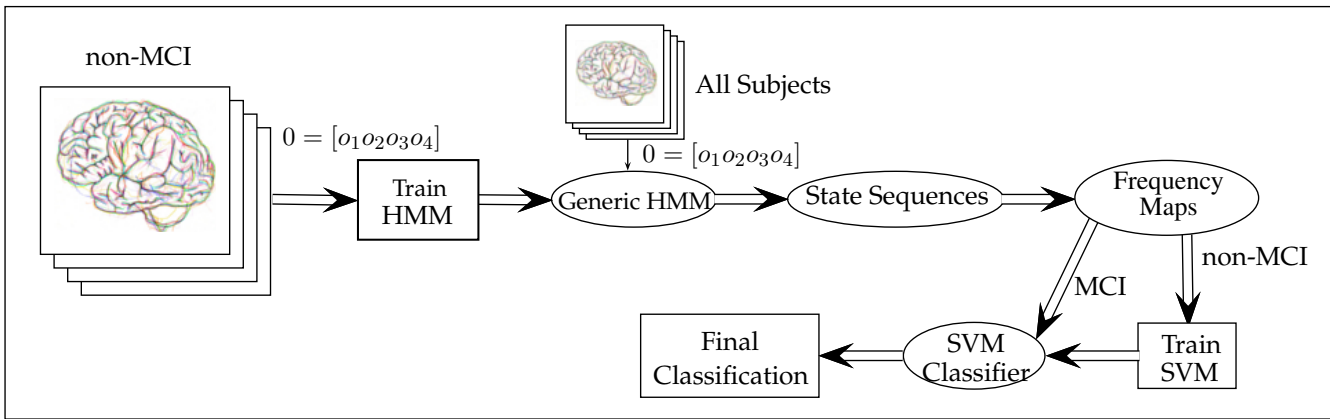 non-MCI
0 = [o₁o₂o₃o₄]
Train
HMM
All Subjects
0 = [o₁o₂o₃o₄]
Generic HMM
State Sequences
Frequency
Maps
MCI
non-MCI
Train
SVM
SVM
Classifier
Final
Classification